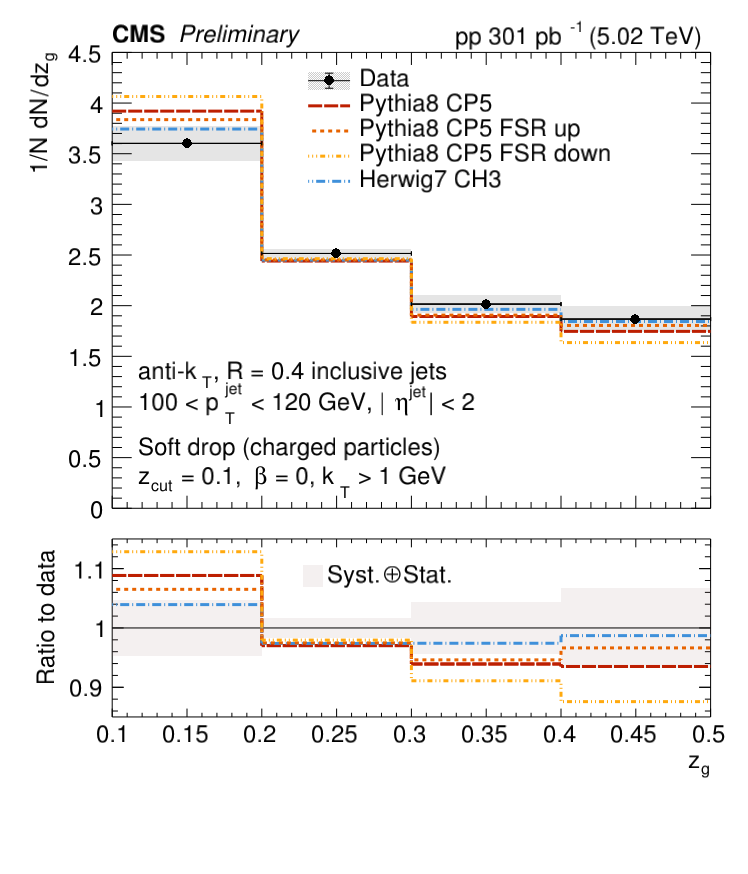 CMS Preliminary pp 301 pb⁻¹ (5.02 TeV)
1/N dN/dz_g
4.5
4
3.5
3
2.5
2
1.5
1
0.5
0
Data
Pythia8 CP5
Pythia8 CP5 FSR up
Pythia8 CP5 FSR down
Herwig7 CH3
anti-k_T, R = 0.4 inclusive jets
100 < p_T^jet < 120 GeV, | η^jet| < 2
Soft drop (charged particles)
z_cut = 0.1, β = 0, k_T > 1 GeV
Ratio to data
1.1
1
0.9
Syst.⊕Stat.
0.1 0.15 0.2 0.25 0.3 0.35 0.4 0.45 0.5
z_g